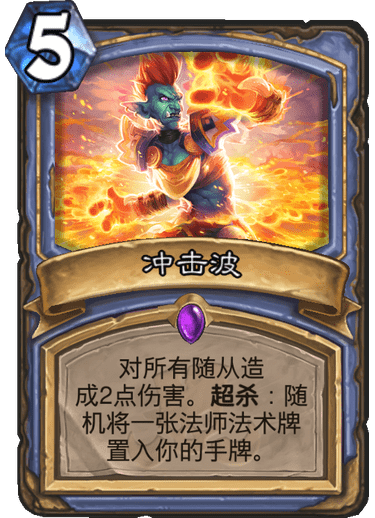 5
冲击波
对所有随从造
成2点伤害。超杀：随
机将一张法师法术牌
置入你的手牌。